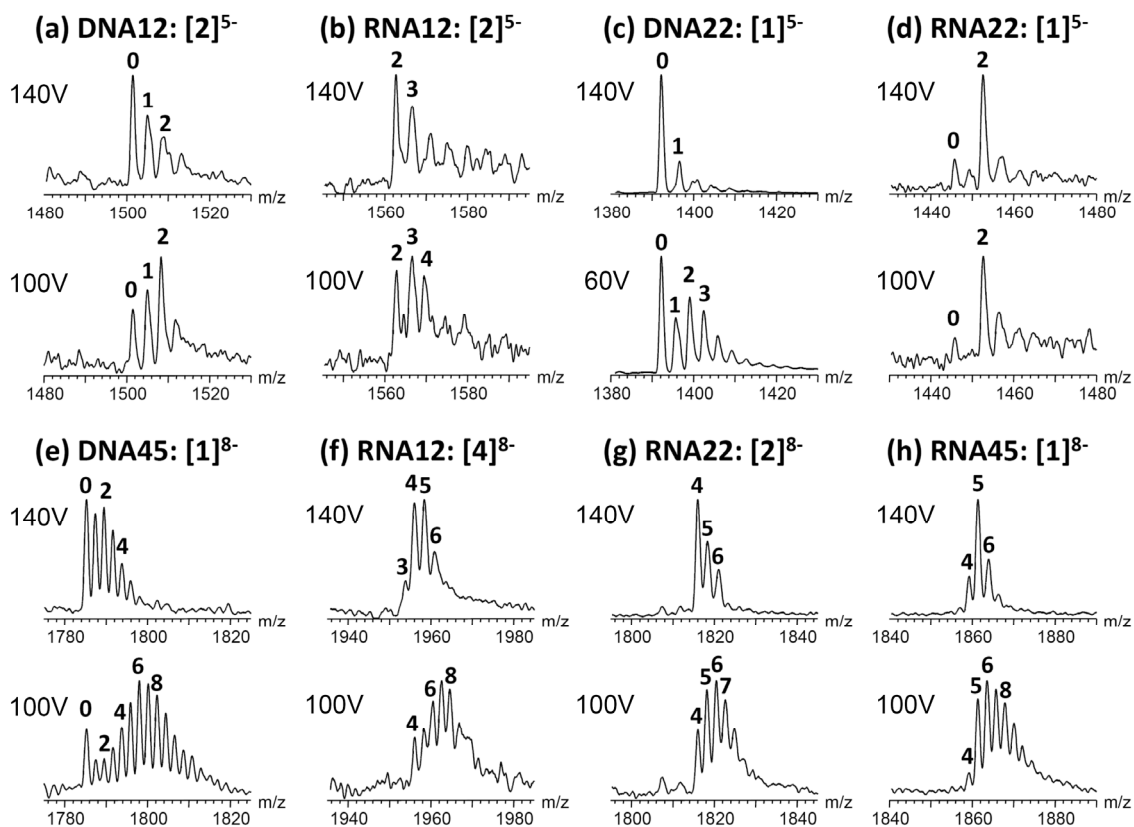 (a) DNA12: [2]5- (b) RNA12: [2]5- (c) DNA22: [1]5- (d) RNA22: [1]5-
140V 0 1 2 140V 2 3 140V 0 1 140V 0 2
1480 1500 1520 m/z 1560 1580 m/z 1380 1400 1420 m/z 1440 1460 1480 m/z
100V 0 1 2 100V 2 3 4 60V 0 1 2 3 100V 0 2
1480 1500 1520 m/z 1560 1580 m/z 1380 1400 1420 m/z 1440 1460 1480 m/z
(e) DNA45: [1]8- (f) RNA12: [4]8- (g) RNA22: [2]8- (h) RNA45: [1]8-
140V 0 2 4 140V 3 4 5 6 140V 4 5 6 140V 4 5 6
1780 1800 1820 m/z 1940 1960 1980 m/z 1800 1820 1840 m/z 1840 1860 1880 m/z
100V 0 2 4 6 8 100V 4 6 8 100V 4 5 6 7 100V 4 5 6 8
1780 1800 1820 m/z 1940 1960 1980 m/z 1800 1820 1840 m/z 1840 1860 1880 m/z